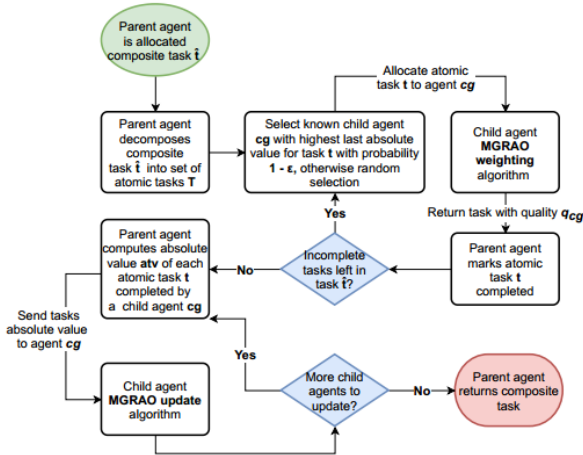 Parent agent
is allocated
composite task t̂
Parent agent
decomposes
composite
task t̂ into set of
atomic tasks T
Select known child agent
cg with highest last absolute
value for task t with probability
1 - ε, otherwise random
selection
Allocate atomic
task t to agent cg
Child agent
MGRAO
weighting
algorithm
Return task with quality qcg
Parent agent
marks atomic
task t
completed
Incomplete
tasks left in
task t̂?
Yes
No
Parent agent
computes absolute
value atv of each
atomic task t
completed by
a child agent cg
Send tasks
absolute value
to agent cg
Child agent
MGRAO update
algorithm
More child
agents to
update?
Yes
No
Parent agent
returns composite
task